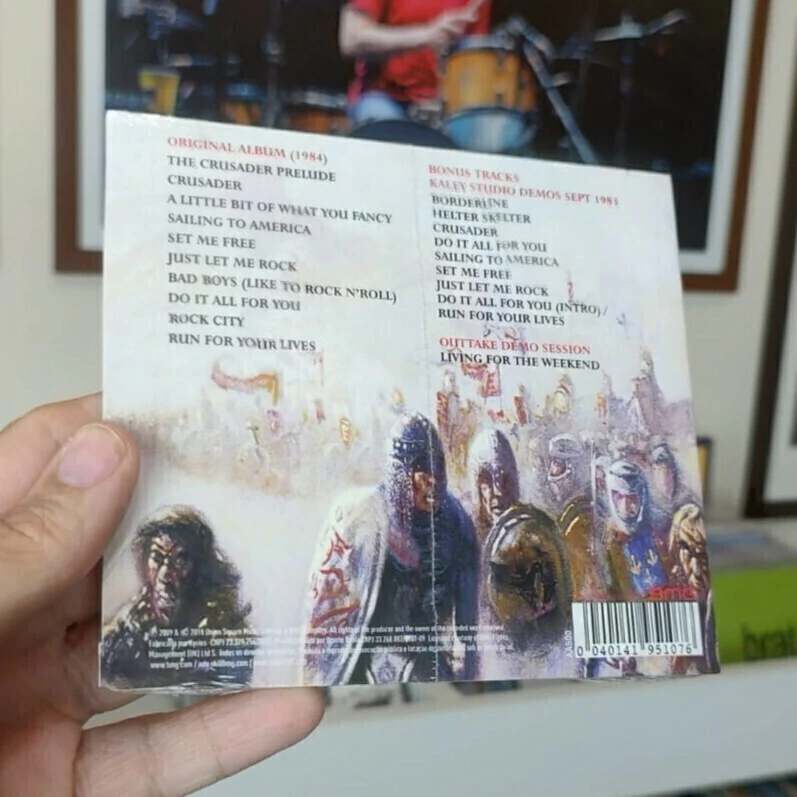 ORIGINAL ALBUM (1984)
THE CRUSADER PRELUDE
CRUSADER
A LITTLE BIT OF WHAT YOU FANCY
SAILING TO AMERICA
SET ME FREE
JUST LET ME ROCK
BAD BOYS (LIKE TO ROCK N'ROLL)
DO IT ALL FOR YOU
ROCK CITY
RUN FOR YOUR LIVES
BONUS TRACKS
KALEY STUDIO DEMOS SEPT 1983
BORDERLINE
HELTER SKELTER
CRUSADER
DO IT ALL FOR YOU
SAILING TO AMERICA
SET ME FREE
JUST LET ME ROCK
DO IT ALL FOR YOU (INTRO) /
RUN FOR YOUR LIVES
OUTTAKE DEMO SESSION
LIVING FOR THE WEEKEND
BMG
0 040141 951076